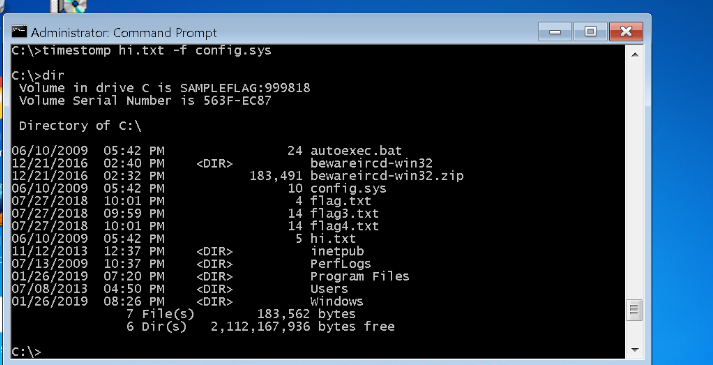 Administrator: Command Prompt
C:\>timestomp hi.txt -f config.sys
C:\>dir
Volume in drive C is SAMPLEFLAG:999818
Volume Serial Number is 563F-EC87
Directory of C:\
06/10/2009  05:42 PM                24 autoexec.bat
12/21/2016  02:40 PM    <DIR>          bewareircd-win32
12/21/2016  02:32 PM           183,491 bewareircd-win32.zip
06/10/2009  05:42 PM                10 config.sys
07/27/2018  10:01 PM                 4 flag.txt
07/27/2018  09:59 PM                14 flag3.txt
07/27/2018  10:01 PM                14 flag4.txt
06/10/2009  05:42 PM                 5 hi.txt
11/12/2013  12:37 PM    <DIR>          inetpub
07/13/2009  10:37 PM    <DIR>          PerfLogs
01/26/2019  07:20 PM    <DIR>          Program Files
07/08/2013  04:50 PM    <DIR>          Users
01/26/2019  08:26 PM    <DIR>          Windows
7 File(s)        183,562 bytes
6 Dir(s)   2,112,167,936 bytes free
C:\>